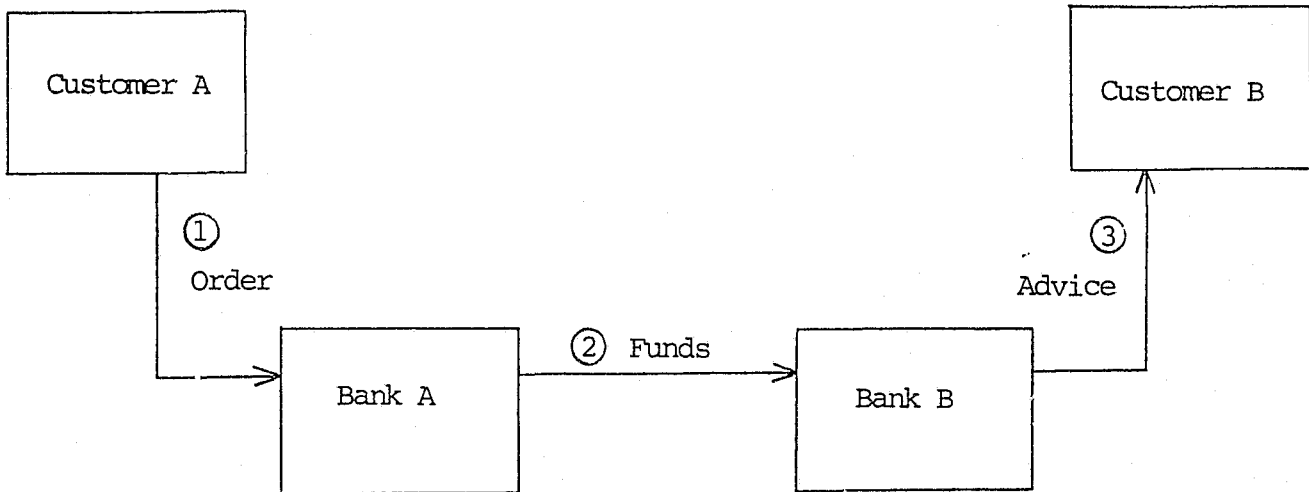 Customer A
Customer B
①
Order
② Funds
③
Advice
Bank A
Bank B